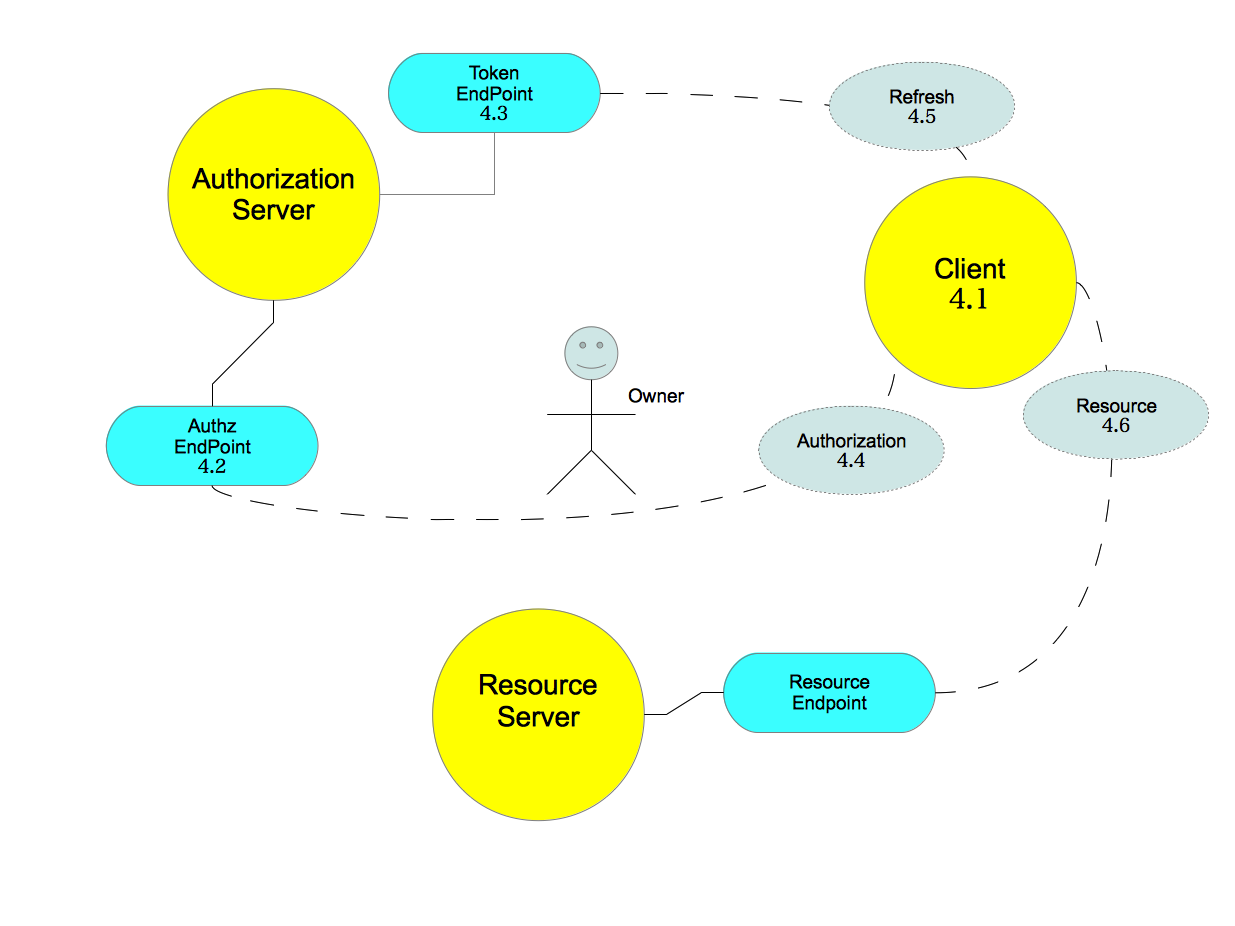 Token
EndPoint
4.3
Refresh
4.5
Authorization
Server
Client
4.1
Owner
Resource
4.6
Authz
EndPoint
4.2
Authorization
4.4
Resource
Server
Resource
Endpoint